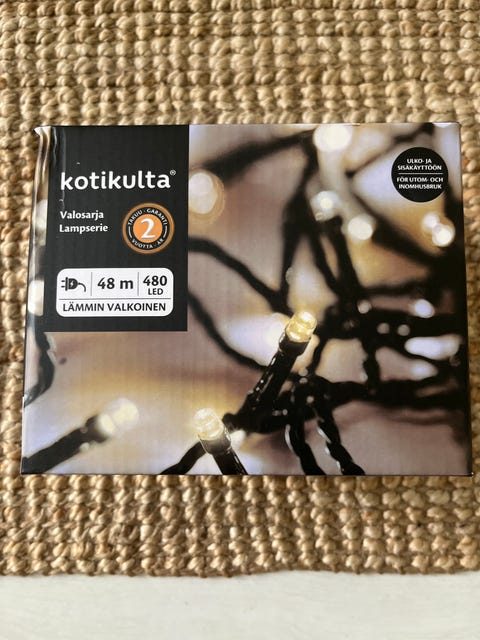 kotikulta®
Valosarja
Lampserie
TAKUU · GARANTI
2
VUOTTA · ÅR
48 m
480
LED
LÄMMIN VALKOINEN
ULKO- JA
SISÄKÄYTTÖÖN
FÖR UTOM- OCH
INOMHUSBRUK